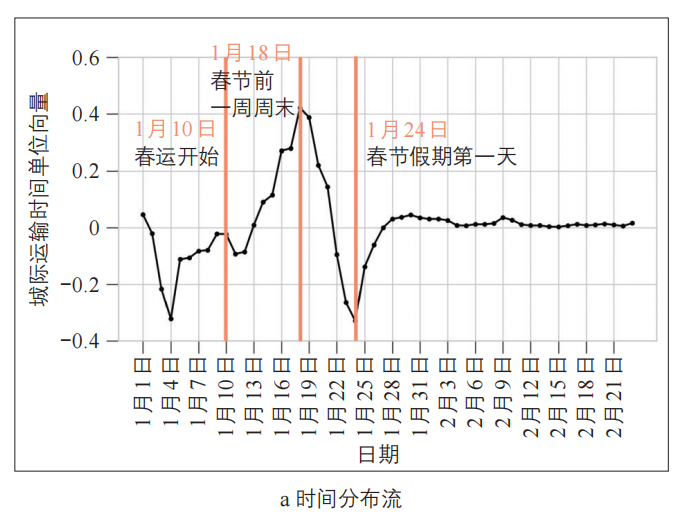 1月18日
春节前
一周周末
1月10日
春运开始
1月24日
春节假期第一天
城际运输时间单位向量
0.6
0.4
0.2
0
−0.2
−0.4
1月1日
1月4日
1月7日
1月10日
1月13日
1月16日
1月19日
1月22日
1月25日
1月28日
1月31日
2月3日
2月6日
2月9日
2月12日
2月15日
2月18日
2月21日
日期
a 时间分布流